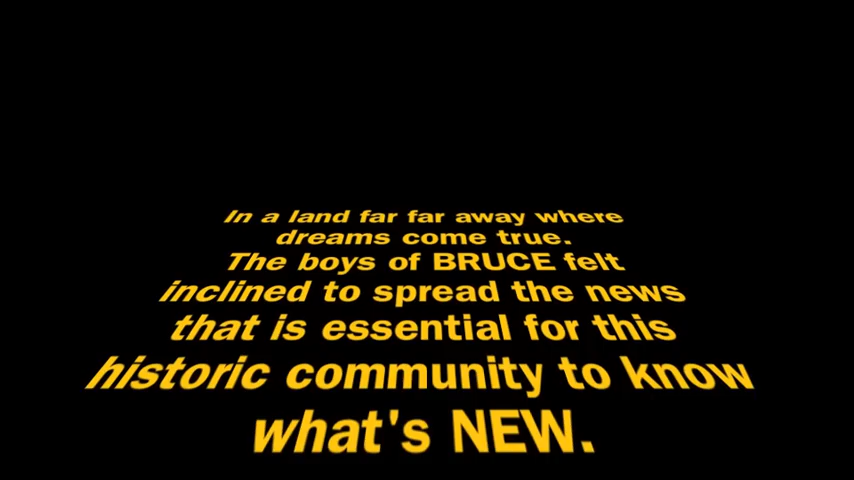 In a land far far away where
dreams come true.
The boys of BRUCE felt
inclined to spread the news
that is essential for this
historic community to know
what's NEW.